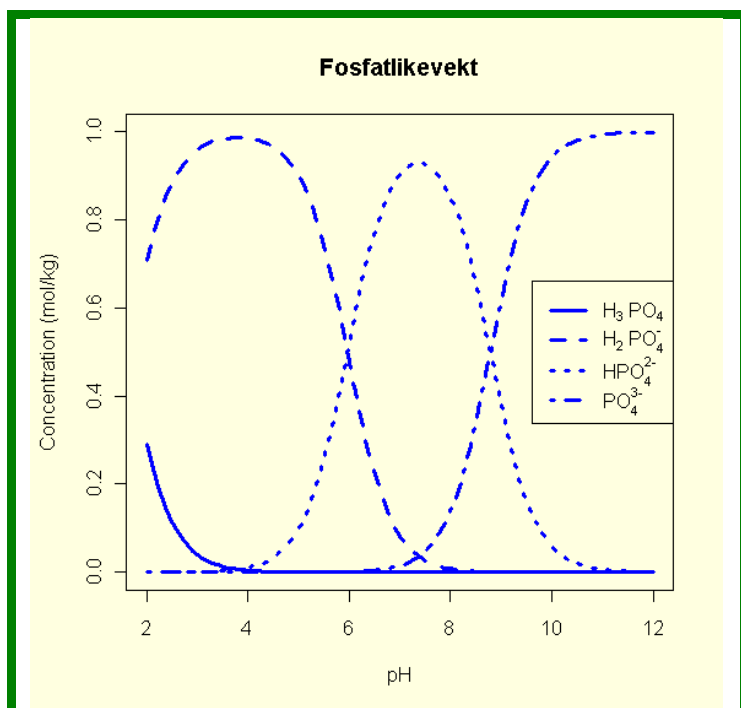 Fosfatlikevekt
Concentration (mol/kg)
1.0
0.8
0.6
0.4
0.2
0.0
H₃ PO₄
H₂ PO₄⁻
HPO₄²⁻
PO₄³⁻
2 4 6 8 10 12
pH